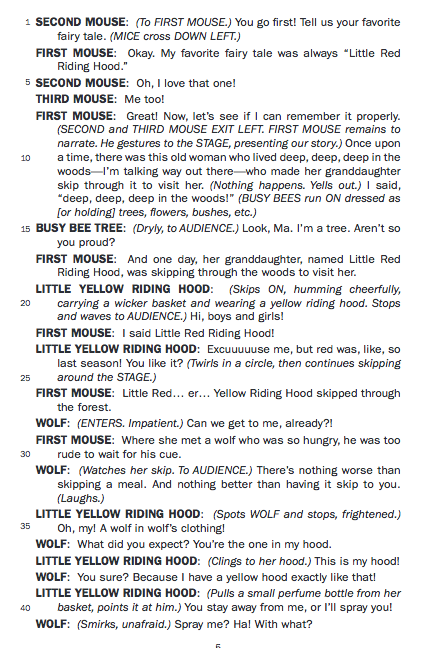 1 SECOND MOUSE: (To FIRST MOUSE.) You go first! Tell us your favorite
fairy tale. (MICE cross DOWN LEFT.)
FIRST MOUSE: Okay. My favorite fairy tale was always “Little Red
Riding Hood.”
5 SECOND MOUSE: Oh, I love that one!
THIRD MOUSE: Me too!
FIRST MOUSE: Great! Now, let’s see if I can remember it properly.
(SECOND and THIRD MOUSE EXIT LEFT. FIRST MOUSE remains to
narrate. He gestures to the STAGE, presenting our story.) Once upon
10 a time, there was this old woman who lived deep, deep, deep in the
woods—I’m talking way out there—who made her granddaughter
skip through it to visit her. (Nothing happens. Yells out.) I said,
“deep, deep, deep in the woods!” (BUSY BEES run ON dressed as
[or holding] trees, flowers, bushes, etc.)
15 BUSY BEE TREE: (Dryly, to AUDIENCE.) Look, Ma. I’m a tree. Aren’t so
you proud?
FIRST MOUSE: And one day, her granddaughter, named Little Red
Riding Hood, was skipping through the woods to visit her.
LITTLE YELLOW RIDING HOOD: (Skips ON, humming cheerfully,
20 carrying a wicker basket and wearing a yellow riding hood. Stops
and waves to AUDIENCE.) Hi, boys and girls!
FIRST MOUSE: I said Little Red Riding Hood!
LITTLE YELLOW RIDING HOOD: Excuuuuuse me, but red was, like, so
last season! You like it? (Twirls in a circle, then continues skipping
25 around the STAGE.)
FIRST MOUSE: Little Red… er… Yellow Riding Hood skipped through
the forest.
WOLF: (ENTERS. Impatient.) Can we get to me, already?!
FIRST MOUSE: Where she met a wolf who was so hungry, he was too
30 rude to wait for his cue.
WOLF: (Watches her skip. To AUDIENCE.) There’s nothing worse than
skipping a meal. And nothing better than having it skip to you.
(Laughs.)
LITTLE YELLOW RIDING HOOD: (Spots WOLF and stops, frightened.)
35 Oh, my! A wolf in wolf’s clothing!
WOLF: What did you expect? You’re the one in my hood.
LITTLE YELLOW RIDING HOOD: (Clings to her hood.) This is my hood!
WOLF: You sure? Because I have a yellow hood exactly like that!
LITTLE YELLOW RIDING HOOD: (Pulls a small perfume bottle from her
40 basket, points it at him.) You stay away from me, or I’ll spray you!
WOLF: (Smirks, unafraid.) Spray me? Ha! With what?